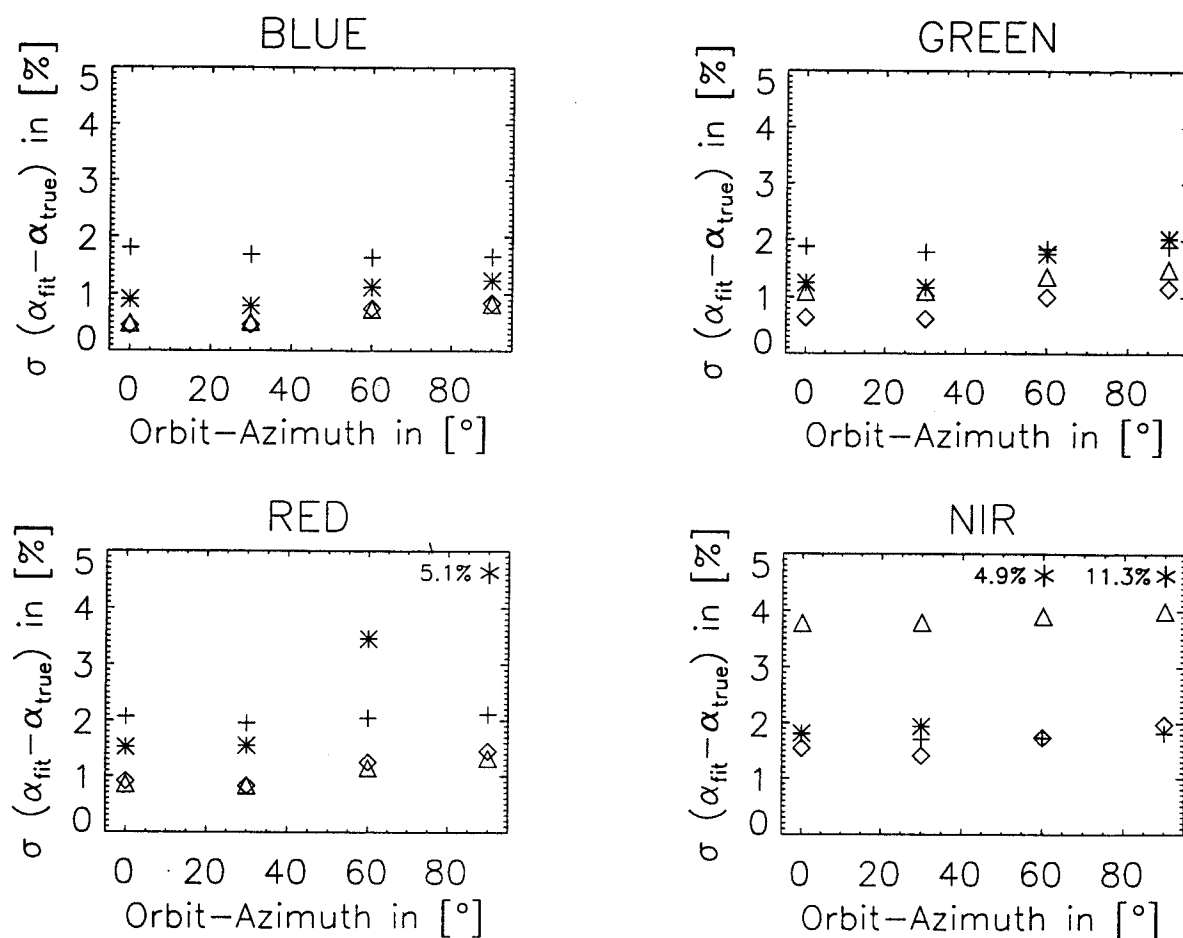 BLUE
σ (α_fit−α_true) in [%]
5
4
3
2
1
0
0 20 40 60 80
Orbit−Azimuth in [°]
GREEN
σ (α_fit−α_true) in [%]
5
4
3
2
1
0
0 20 40 60 80
Orbit−Azimuth in [°]
RED
σ (α_fit−α_true) in [%]
5
4
3
2
1
0
5.1%
0 20 40 60 80
Orbit−Azimuth in [°]
NIR
σ (α_fit−α_true) in [%]
5
4
3
2
1
0
4.9% 11.3%
0 20 40 60 80
Orbit−Azimuth in [°]